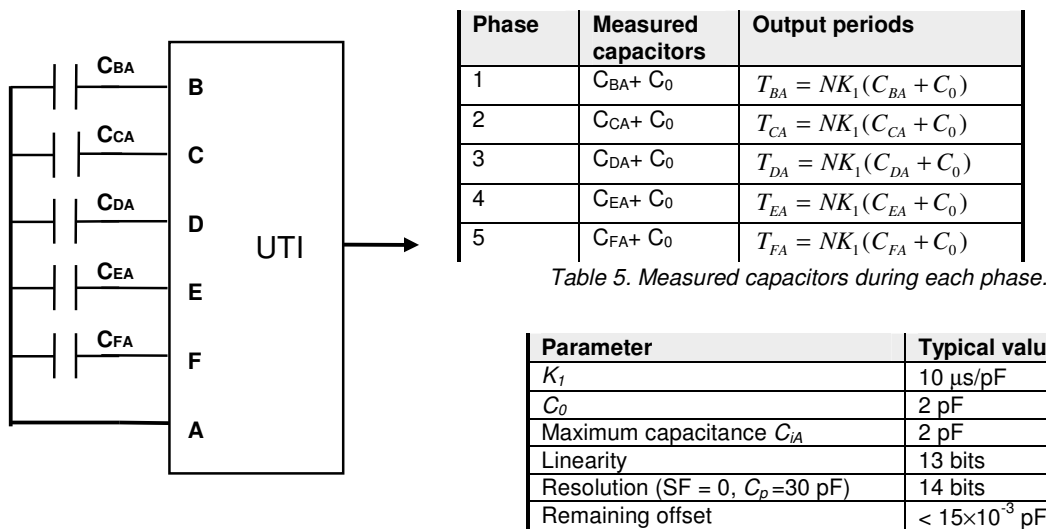 CBA
B
CCA
C
CDA
D
UTI
CEA
E
CFA
F
A
Phase Measured capacitors Output periods
1 CBA+ C0 TBA = NK1(CBA + C0)
2 CCA+ C0 TCA = NK1(CCA + C0)
3 CDA+ C0 TDA = NK1(CDA + C0)
4 CEA+ C0 TEA = NK1(CEA + C0)
5 CFA+ C0 TFA = NK1(CFA + C0)
Table 5. Measured capacitors during each phase.
Parameter Typical valu
K1 10 μs/pF
C0 2 pF
Maximum capacitance CiA 2 pF
Linearity 13 bits
Resolution (SF = 0, Cp=30 pF) 14 bits
Remaining offset < 15×10-3 pF